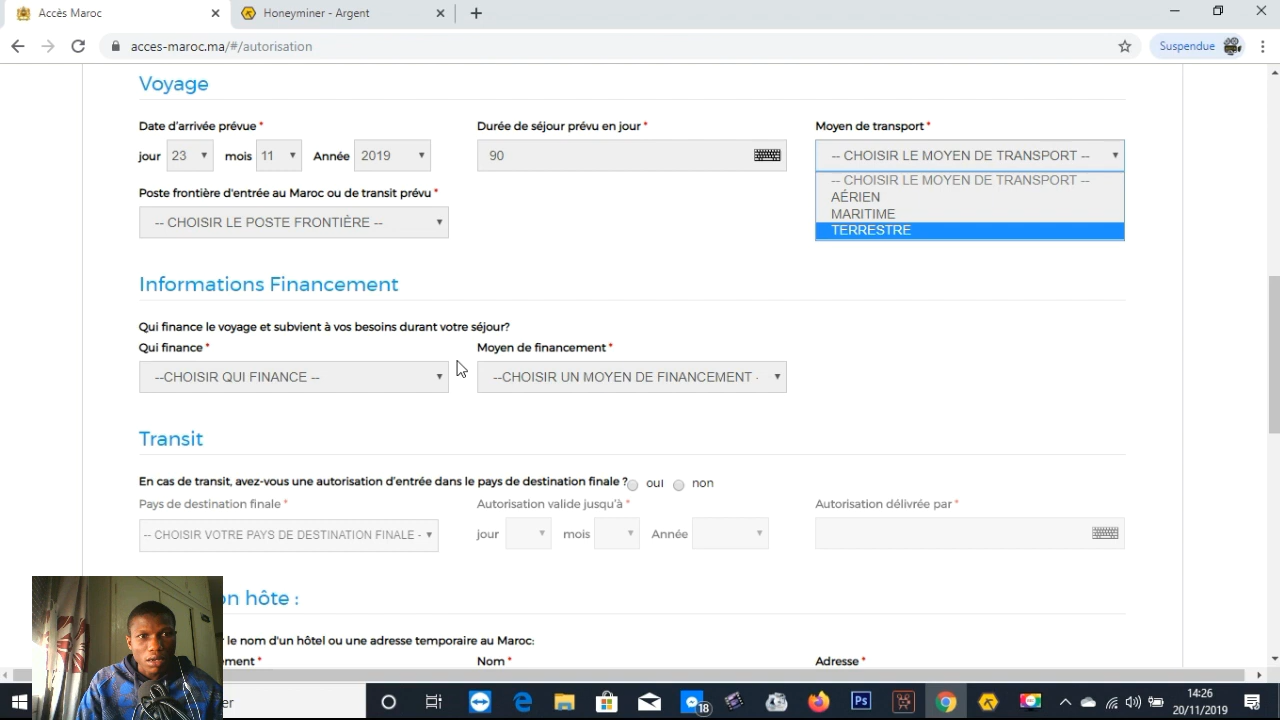 Accès Maroc
Honeyminer - Argent
acces-maroc.ma/#/autorisation
Suspendue
Voyage
Date d'arrivée prévue *
Durée de séjour prévu en jour *
Moyen de transport *
jour 23 mois 11 Année 2019
90
-- CHOISIR LE MOYEN DE TRANSPORT --
-- CHOISIR LE MOYEN DE TRANSPORT --
AÉRIEN
MARITIME
TERRESTRE
Poste frontière d'entrée au Maroc ou de transit prévu *
-- CHOISIR LE POSTE FRONTIÈRE --
Informations Financement
Qui finance le voyage et subvient à vos besoins durant votre séjour?
Qui finance *
Moyen de financement *
--CHOISIR QUI FINANCE --
--CHOISIR UN MOYEN DE FINANCEMENT -
Transit
En cas de transit, avez-vous une autorisation d'entrée dans le pays de destination finale ? oui non
Pays de destination finale *
Autorisation valide jusqu'à *
Autorisation délivrée par *
-- CHOISIR VOTRE PAYS DE DESTINATION FINALE -
jour mois Année
on hôte :
le nom d'un hôtel ou une adresse temporaire au Maroc:
ement *
Nom *
Adresse *
er
18
Ps
14:26
20/11/2019